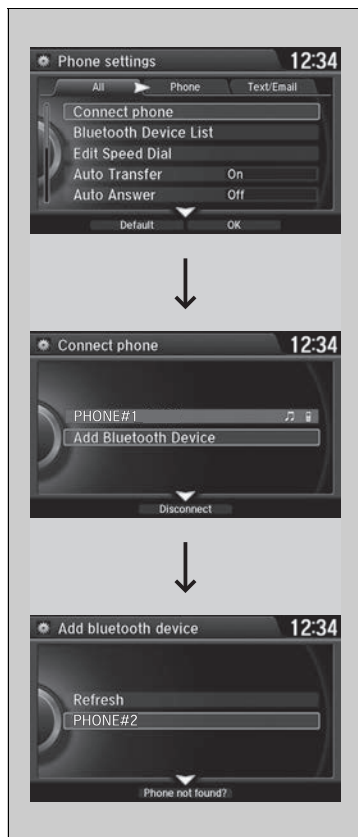 Phone settings 12:34
All Phone Text/Email
Connect phone
Bluetooth Device List
Edit Speed Dial
Auto Transfer On
Auto Answer Off
Default OK
Connect phone 12:34
PHONE#1
Add Bluetooth Device
Disconnect
Add bluetooth device 12:34
Refresh
PHONE#2
Phone not found?